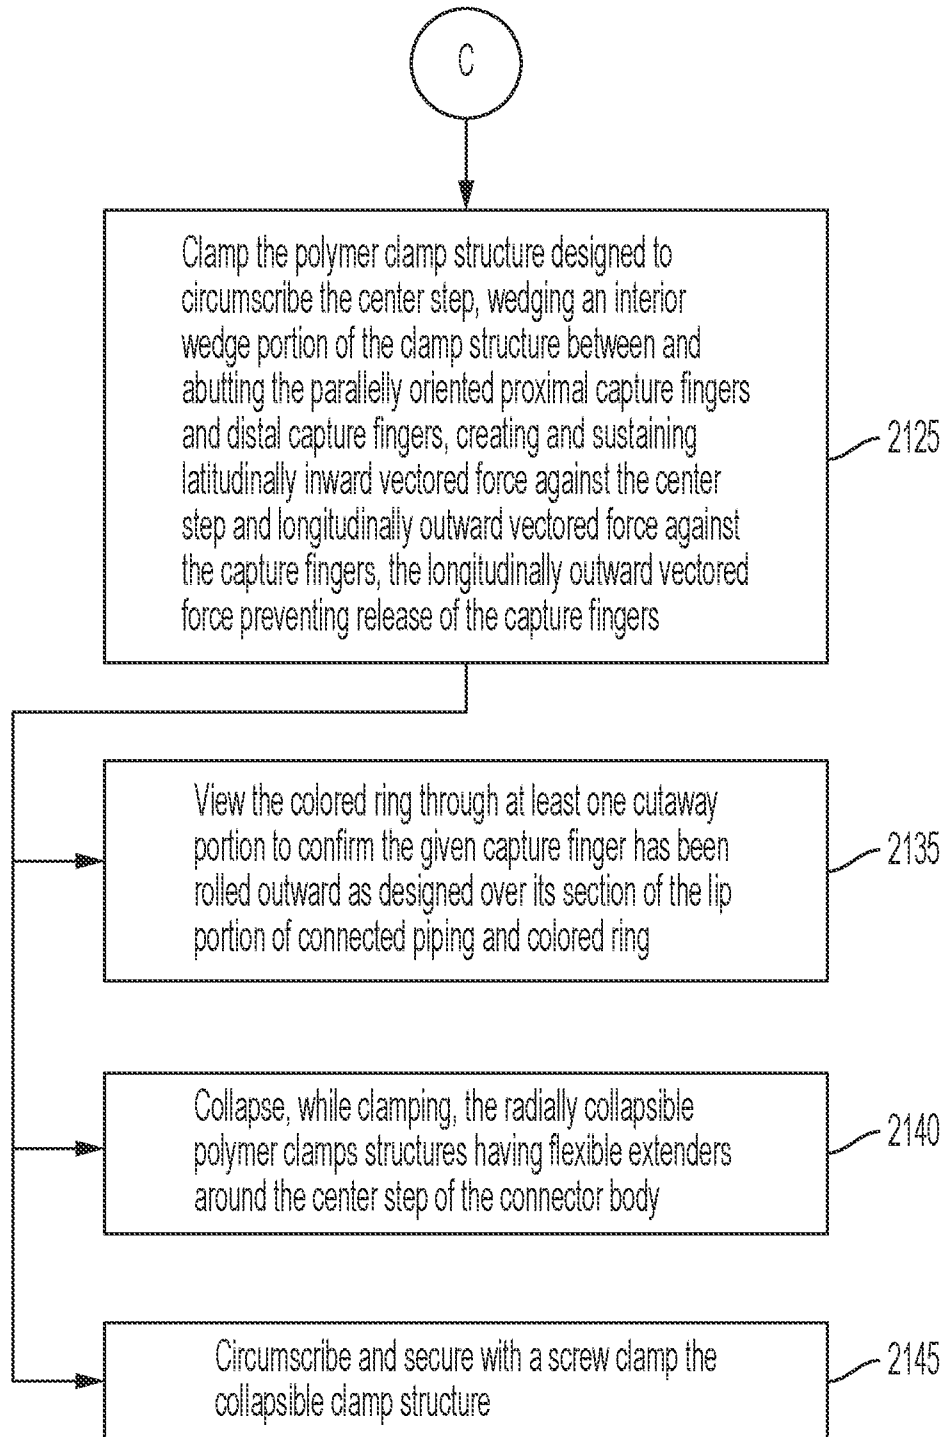 C
Clamp the polymer clamp structure designed to
circumscribe the center step, wedging an interior
wedge portion of the clamp structure between and
abutting the parallelly oriented proximal capture fingers
and distal capture fingers, creating and sustaining
latitudinally inward vectored force against the center
step and longitudinally outward vectored force against
the capture fingers, the longitudinally outward vectored
force preventing release of the capture fingers
2125
View the colored ring through at least one cutaway
portion to confirm the given capture finger has been
rolled outward as designed over its section of the lip
portion of connected piping and colored ring
2135
Collapse, while clamping, the radially collapsible
polymer clamps structures having flexible extenders
around the center step of the connector body
2140
Circumscribe and secure with a screw clamp the
collapsible clamp structure
2145